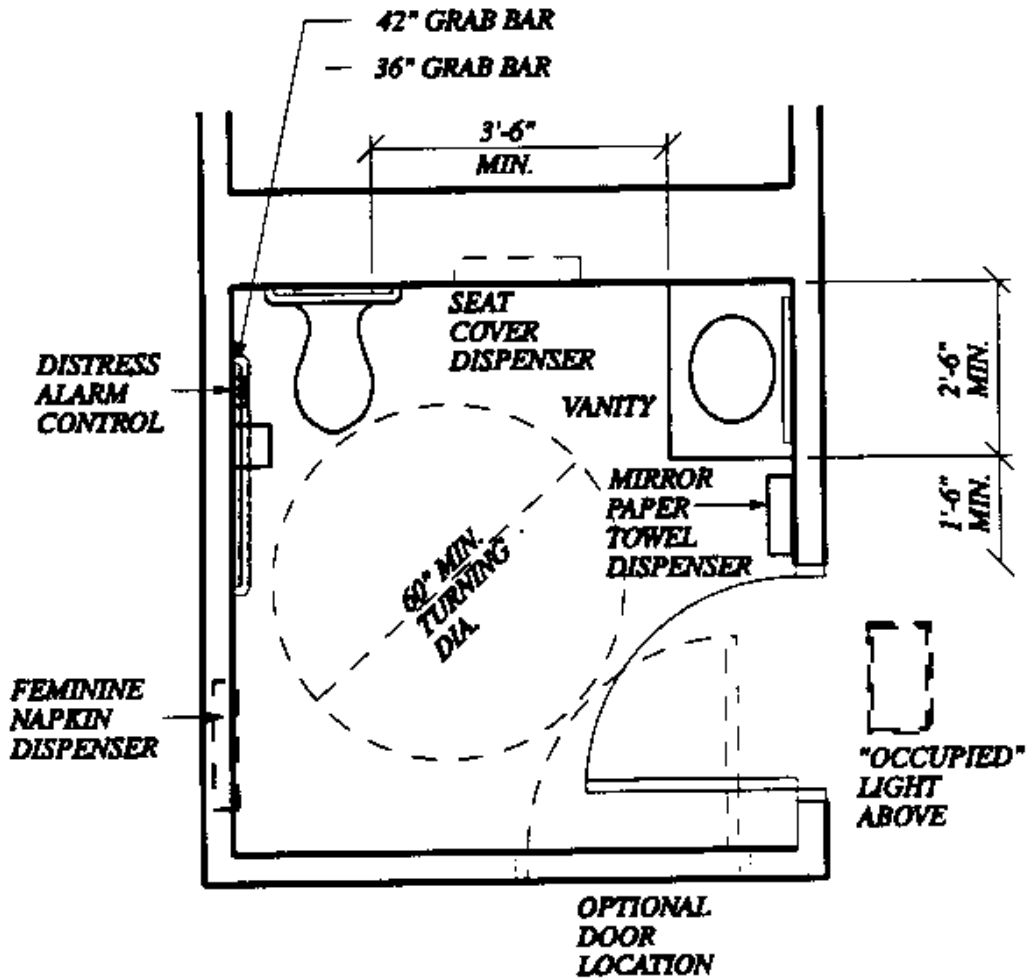 42" GRAB BAR
36" GRAB BAR
3'-6"
MIN.
SEAT
COVER
DISPENSER
DISTRESS
ALARM
CONTROL
VANITY
2'-6"
MIN.
MIRROR
PAPER
TOWEL
DISPENSER
1'-6"
MIN.
60" MIN.
TURNING
DIA.
FEMININE
NAPKIN
DISPENSER
"OCCUPIED"
LIGHT
ABOVE
OPTIONAL
DOOR
LOCATION